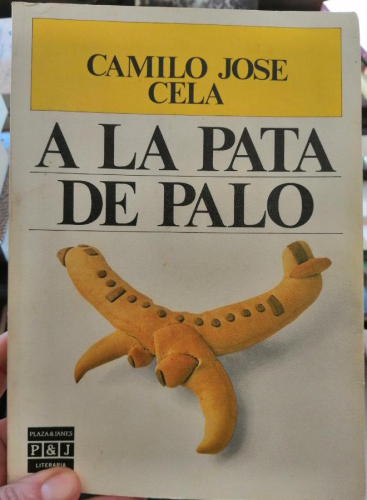 CAMILO JOSE
CELA
A LA PATA
DE PALO
PLAZA & JANES
P & J
LITERARIA